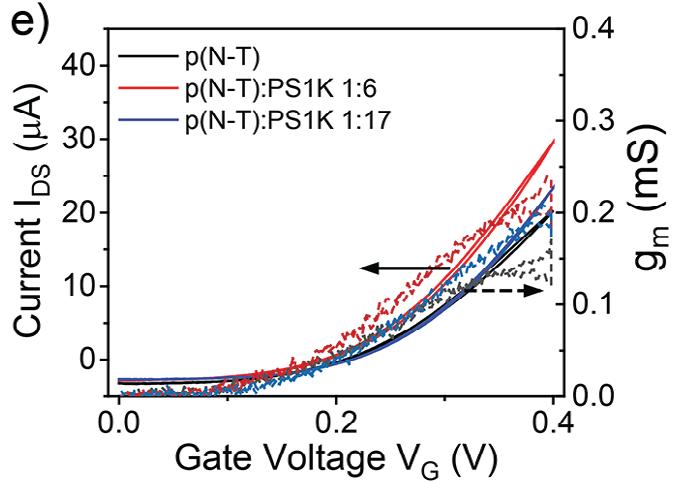 e)
p(N-T)
p(N-T):PS1K 1:6
p(N-T):PS1K 1:17
Current I_DS (μA)
40
30
20
10
0
0.4
0.3
0.2
0.1
0.0
g_m (mS)
0.0
0.2
0.4
Gate Voltage V_G (V)